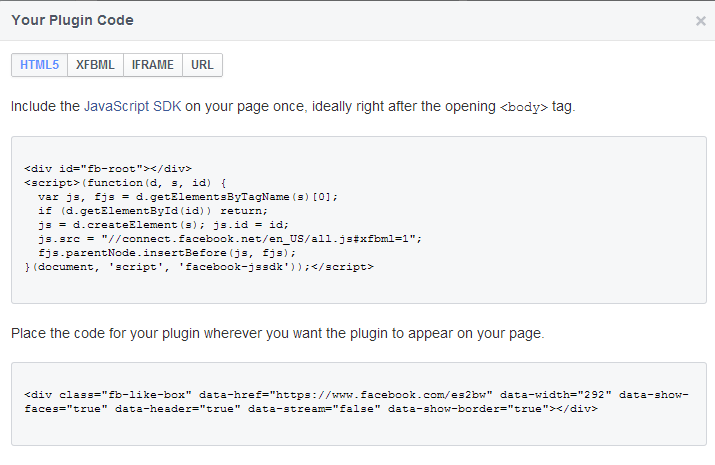 Your Plugin Code
×
HTML5 XFBML IFRAME URL
Include the JavaScript SDK on your page once, ideally right after the opening <body> tag.
<div id="fb-root"></div>
<script>(function(d, s, id) {
  var js, fjs = d.getElementsByTagName(s)[0];
  if (d.getElementById(id)) return;
  js = d.createElement(s); js.id = id;
  js.src = "//connect.facebook.net/en_US/all.js#xfbml=1";
  fjs.parentNode.insertBefore(js, fjs);
}(document, 'script', 'facebook-jssdk'));</script>
Place the code for your plugin wherever you want the plugin to appear on your page.
<div class="fb-like-box" data-href="https://www.facebook.com/es2bw" data-width="292" data-show-
faces="true" data-header="true" data-stream="false" data-show-border="true"></div>